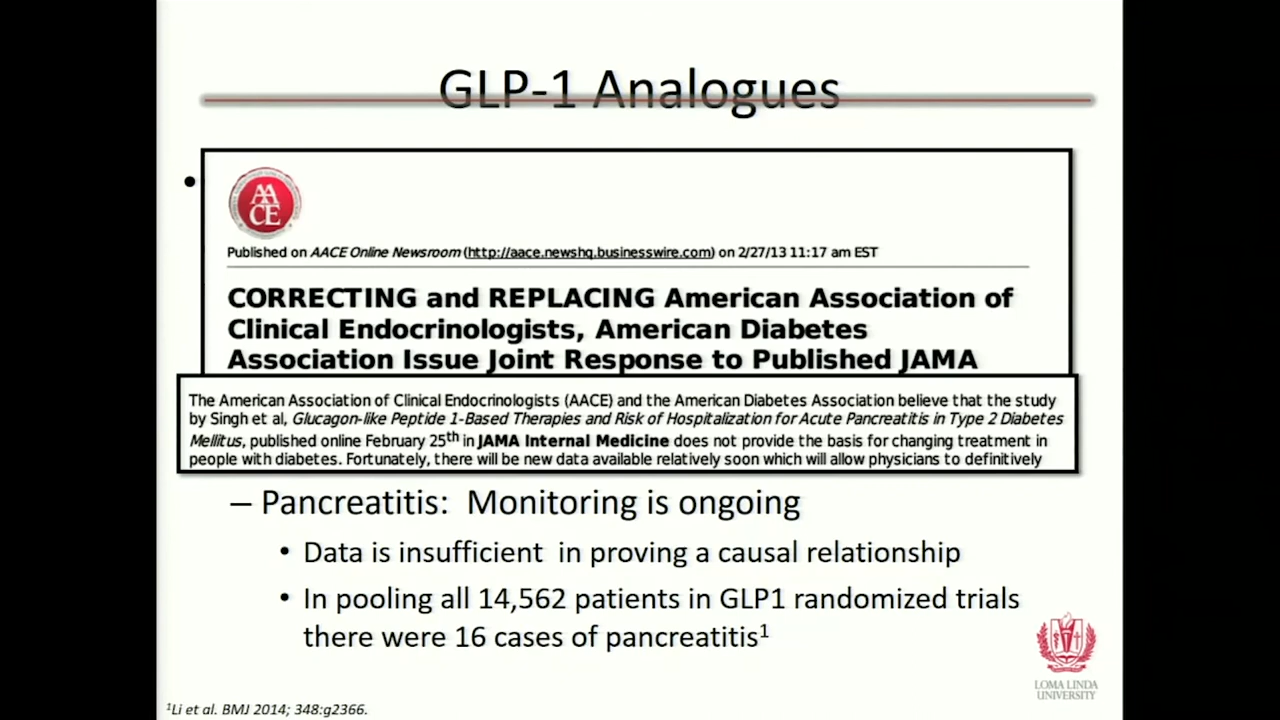 GLP-1 Analogues
•
AACE
Published on AACE Online Newsroom (http://aace.newshq.businesswire.com) on 2/27/13 11:17 am EST
CORRECTING and REPLACING American Association of
Clinical Endocrinologists, American Diabetes
Association Issue Joint Response to Published JAMA
The American Association of Clinical Endocrinologists (AACE) and the American Diabetes Association believe that the study
by Singh et al, Glucagon-like Peptide 1-Based Therapies and Risk of Hospitalization for Acute Pancreatitis in Type 2 Diabetes
Mellitus, published online February 25th in JAMA Internal Medicine does not provide the basis for changing treatment in
people with diabetes. Fortunately, there will be new data available relatively soon which will allow physicians to definitively
– Pancreatitis: Monitoring is ongoing
• Data is insufficient in proving a causal relationship
• In pooling all 14,562 patients in GLP1 randomized trials
there were 16 cases of pancreatitis1
LOMA LINDA
UNIVERSITY
1Li et al. BMJ 2014; 348:g2366.